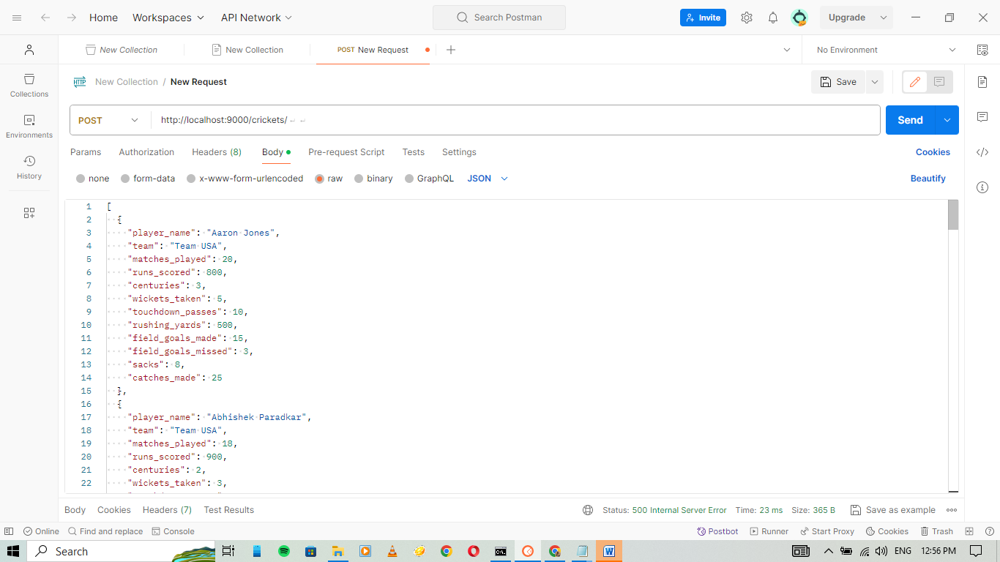 Home Workspaces API Network Search Postman Invite Upgrade
New Collection New Collection POST New Request No Environment
HTTP New Collection / New Request Save
Collections
Environments
History
POST http://localhost:9000/crickets/ Send
Params Authorization Headers (8) Body Pre-request Script Tests Settings Cookies
none form-data x-www-form-urlencoded raw binary GraphQL JSON Beautify
1 [
2 {
3 "player_name": "Aaron Jones",
4 "team": "Team USA",
5 "matches_played": 20,
6 "runs_scored": 800,
7 "centuries": 3,
8 "wickets_taken": 5,
9 "touchdown_passes": 10,
10 "rushing_yards": 500,
11 "field_goals_made": 15,
12 "field_goals_missed": 3,
13 "sacks": 8,
14 "catches_made": 25
15 },
16 {
17 "player_name": "Abhishek Paradkar",
18 "team": "Team USA",
19 "matches_played": 18,
20 "runs_scored": 900,
21 "centuries": 2,
22 "wickets_taken": 3,
Body Cookies Headers (7) Test Results Status: 500 Internal Server Error Time: 23 ms Size: 365 B Save as example
Online Find and replace Console Postbot Runner Start Proxy Cookies Trash
Search ENG 12:56 PM